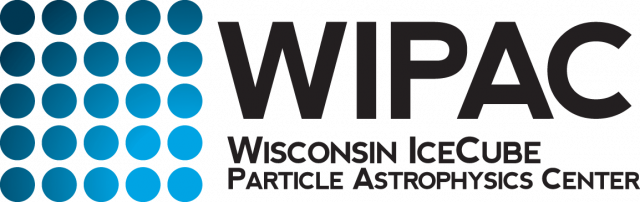 WIPAC
Wisconsin IceCube
Particle Astrophysics Center